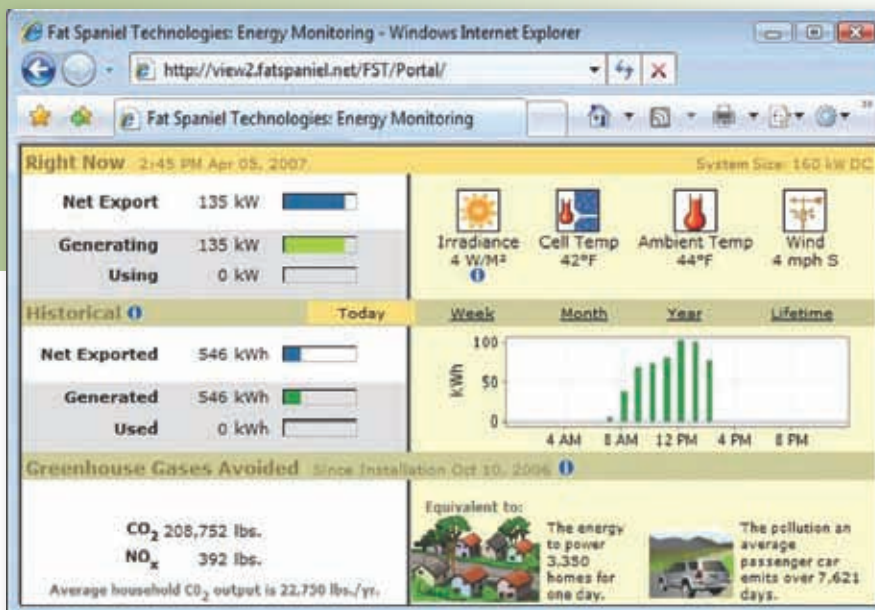 Fat Spaniel Technologies: Energy Monitoring - Windows Internet Explorer
http://view2.fatspaniel.net/FST/Portal/
Fat Spaniel Technologies: Energy Monitoring
Right Now 2:45 PM Apr 05, 2007
System Size: 160 kW DC
Net Export 135 kW
Generating 135 kW
Using 0 kW
Irradiance
4 W/M²
Cell Temp
42°F
Ambient Temp
44°F
Wind
4 mph S
Historical Today Week Month Year Lifetime
Net Exported 546 kWh
Generated 546 kWh
Used 0 kWh
kWh
100
50
0
4 AM 8 AM 12 PM 4 PM 8 PM
Greenhouse Gases Avoided Since Installation Oct 10, 2006
CO₂ 208,752 lbs.
NOₓ 392 lbs.
Average household CO₂ output is 22,750 lbs./yr.
Equivalent to:
The energy
to power
3,350
homes for
one day.
The pollution an
average
passenger car
emits over 7,621
days.